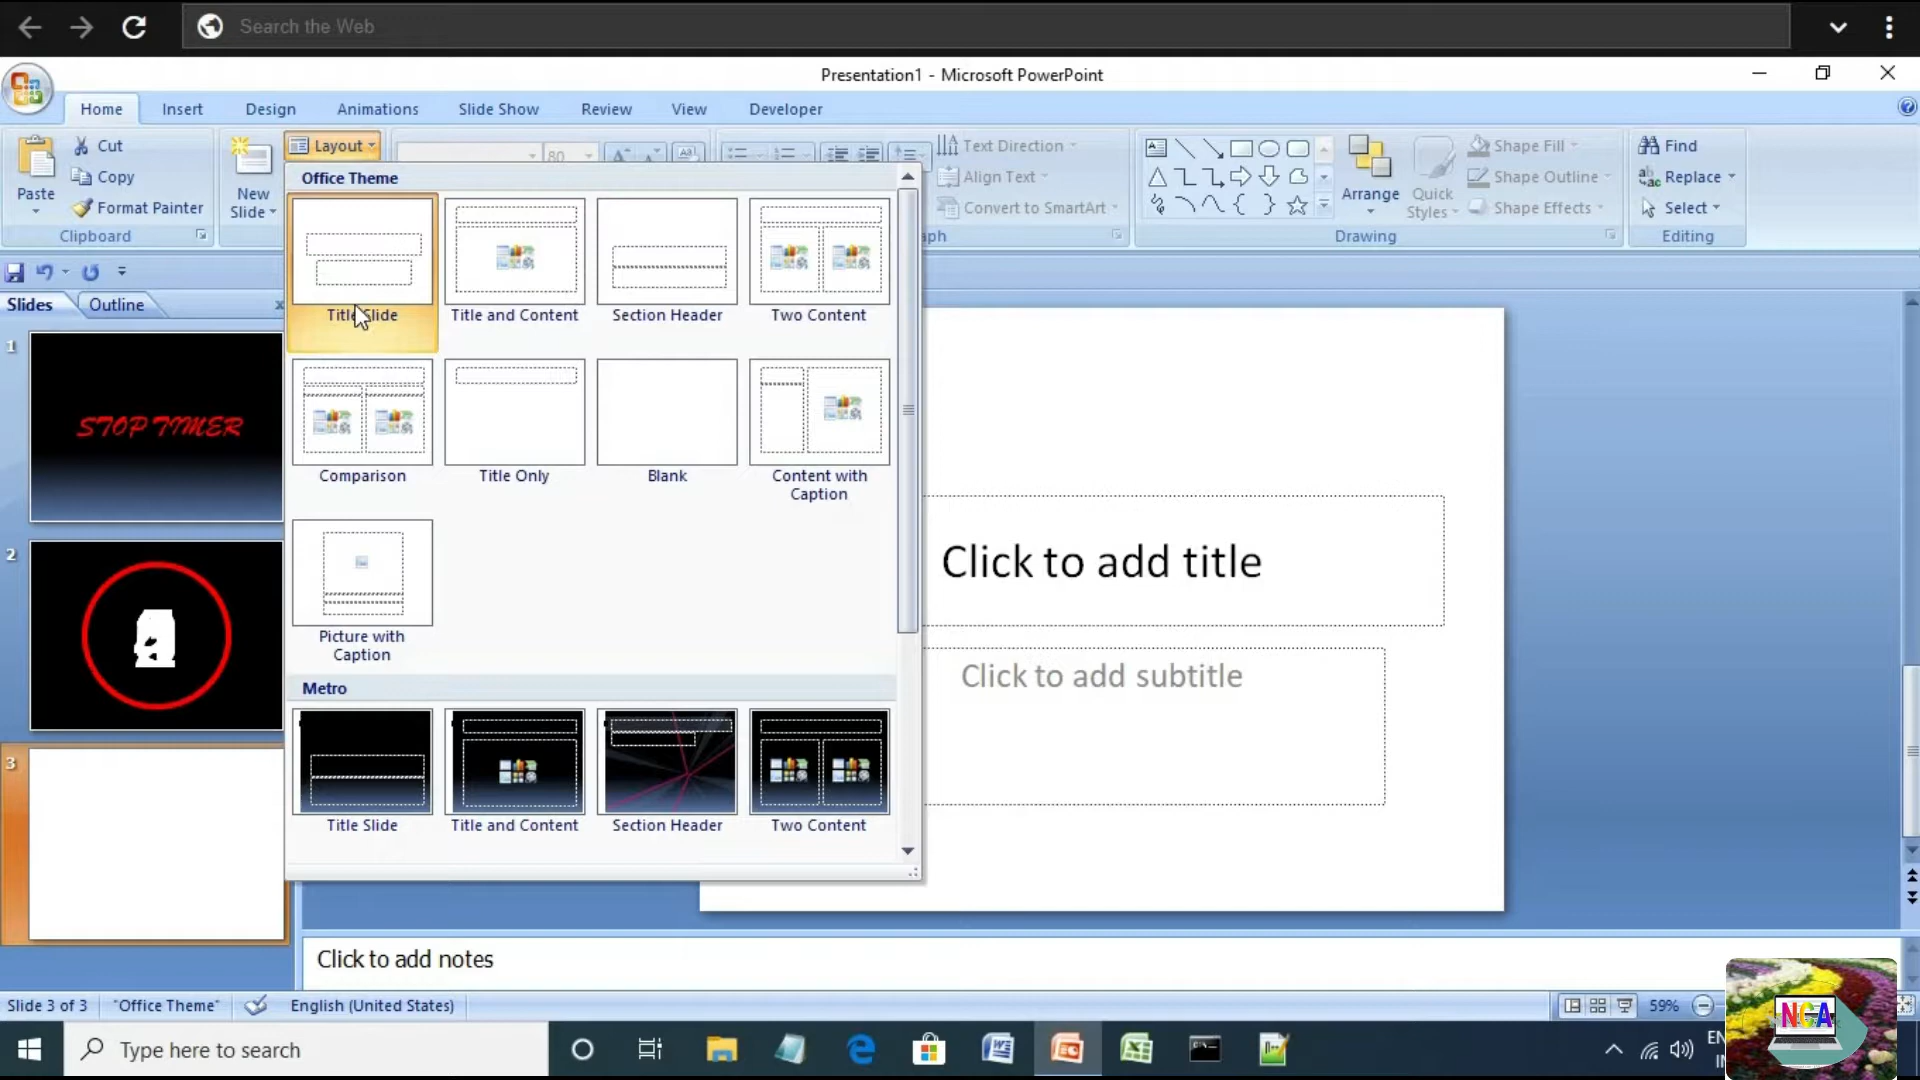 Search the Web
Presentation1 - Microsoft PowerPoint
Home Insert Design Animations Slide Show Review View Developer
Paste
Cut
Copy
Format Painter
Clipboard
New
Slide
Layout
80
Text Direction
Align Text
Convert to SmartArt
Arrange
Quick
Styles
Shape Fill
Shape Outline
Shape Effects
Drawing
Find
Replace
Select
Editing
Slides Outline
Office Theme
Title Slide Title and Content Section Header Two Content
Comparison Title Only Blank Content with
Caption
Picture with
Caption
Metro
Title Slide Title and Content Section Header Two Content
1
STOP TIMER
2
3
Click to add title
Click to add subtitle
Click to add notes
Slide 3 of 3 "Office Theme" English (United States) 59%
Type here to search
NCA